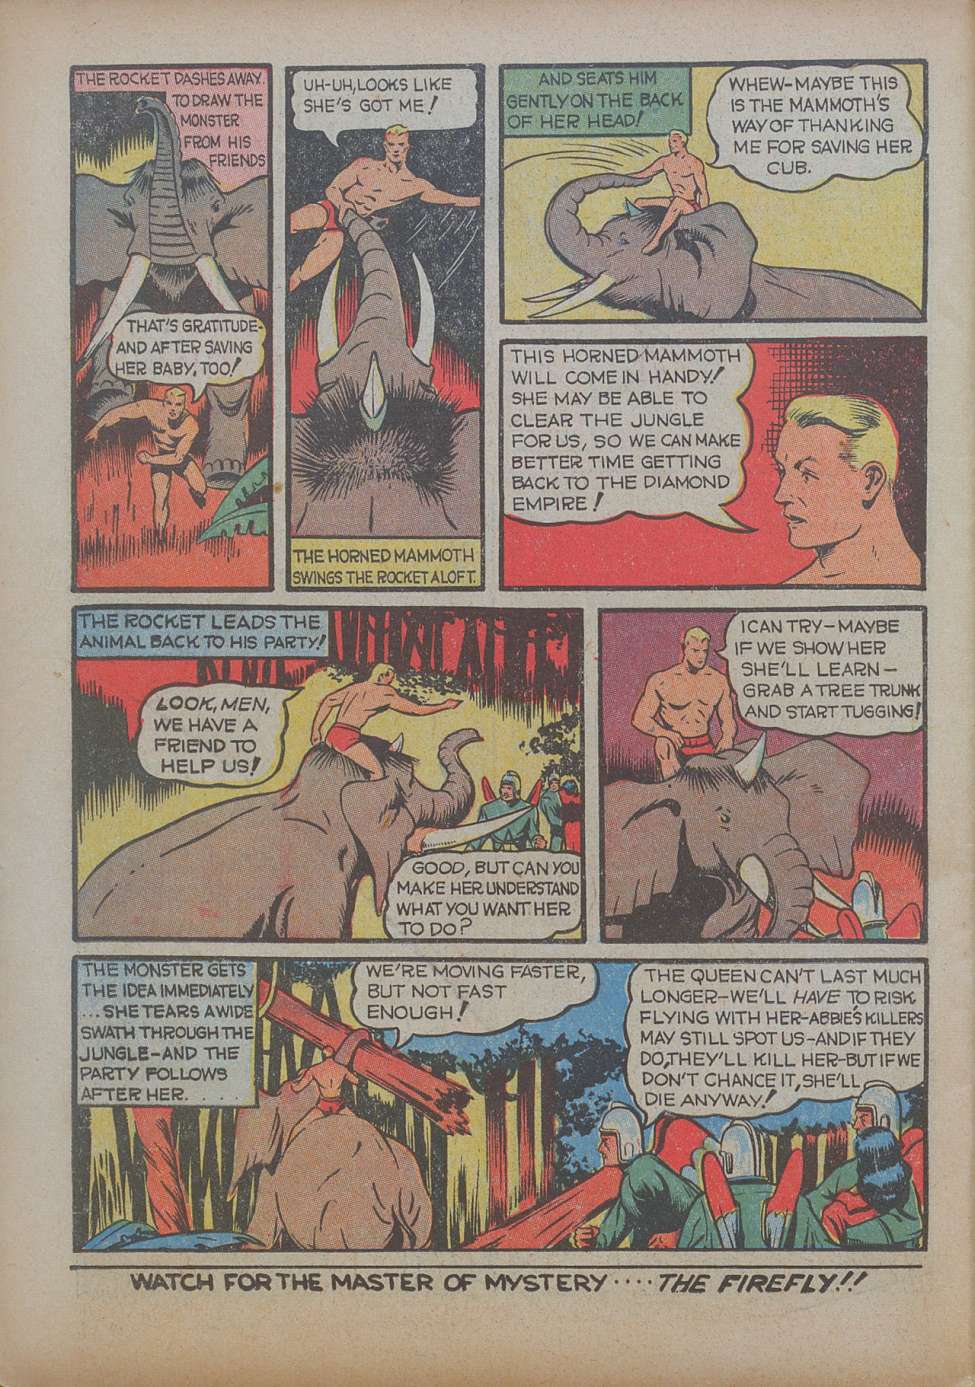 THE ROCKET DASHES AWAY.
TO DRAW THE
MONSTER
FROM HIS
FRIENDS
THAT'S GRATITUDE-
AND AFTER SAVING
HER BABY, TOO!
UH-UH, LOOKS LIKE
SHE'S GOT ME!
THE HORNED MAMMOTH
SWINGS THE ROCKET ALOFT.
AND SEATS HIM
GENTLY ON THE BACK
OF HER HEAD!
WHEW-MAYBE THIS
IS THE MAMMOTH'S
WAY OF THANKING
ME FOR SAVING HER
CUB.
THIS HORNED MAMMOTH
WILL COME IN HANDY!
SHE MAY BE ABLE TO
CLEAR THE JUNGLE
FOR US, SO WE CAN MAKE
BETTER TIME GETTING
BACK TO THE DIAMOND
EMPIRE!
THE ROCKET LEADS THE
ANIMAL BACK TO HIS PARTY!
LOOK, MEN,
WE HAVE A
FRIEND TO
HELP US!
GOOD, BUT CAN YOU
MAKE HER UNDERSTAND
WHAT YOU WANT HER
TO DO?
I CAN TRY-MAYBE
IF WE SHOW HER
SHE'LL LEARN-
GRAB A TREE TRUNK
AND START TUGGING!
THE MONSTER GETS
THE IDEA IMMEDIATELY
...SHE TEARS A WIDE
SWATH THROUGH THE
JUNGLE-AND THE
PARTY FOLLOWS
AFTER HER. . . .
WE'RE MOVING FASTER,
BUT NOT FAST
ENOUGH!
THE QUEEN CAN'T LAST MUCH
LONGER-WE'LL HAVE TO RISK
FLYING WITH HER-ABBIE'S KILLERS
MAY STILL SPOT US-AND IF THEY
DO, THEY'LL KILL HER-BUT IF WE
DON'T CHANCE IT, SHE'LL
DIE ANYWAY!
WATCH FOR THE MASTER OF MYSTERY ···· THE FIREFLY!!